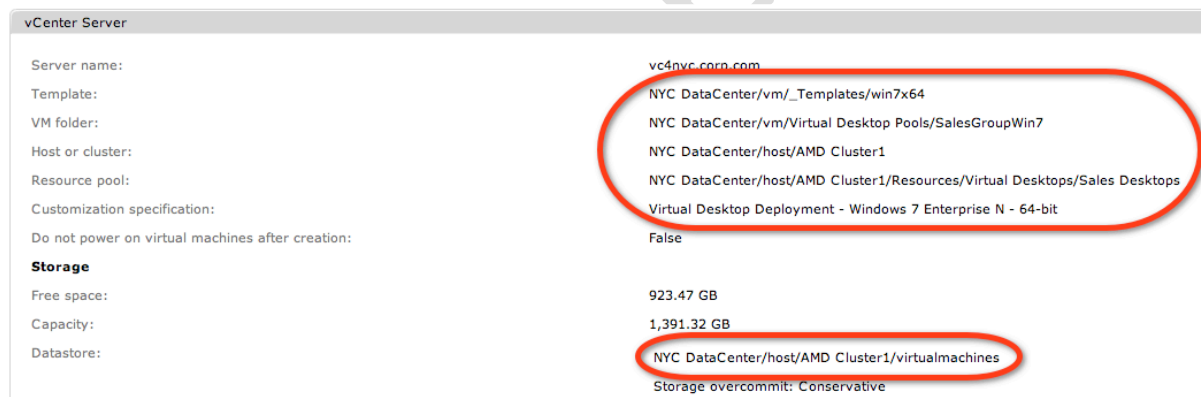 vCenter Server
Server name: vc4nyc.corp.com
Template: NYC DataCenter/vm/_Templates/win7x64
VM folder: NYC DataCenter/vm/Virtual Desktop Pools/SalesGroupWin7
Host or cluster: NYC DataCenter/host/AMD Cluster1
Resource pool: NYC DataCenter/host/AMD Cluster1/Resources/Virtual Desktops/Sales Desktops
Customization specification: Virtual Desktop Deployment - Windows 7 Enterprise N - 64-bit
Do not power on virtual machines after creation: False
Storage
Free space: 923.47 GB
Capacity: 1,391.32 GB
Datastore: NYC DataCenter/host/AMD Cluster1/virtualmachines
Storage overcommit: Conservative